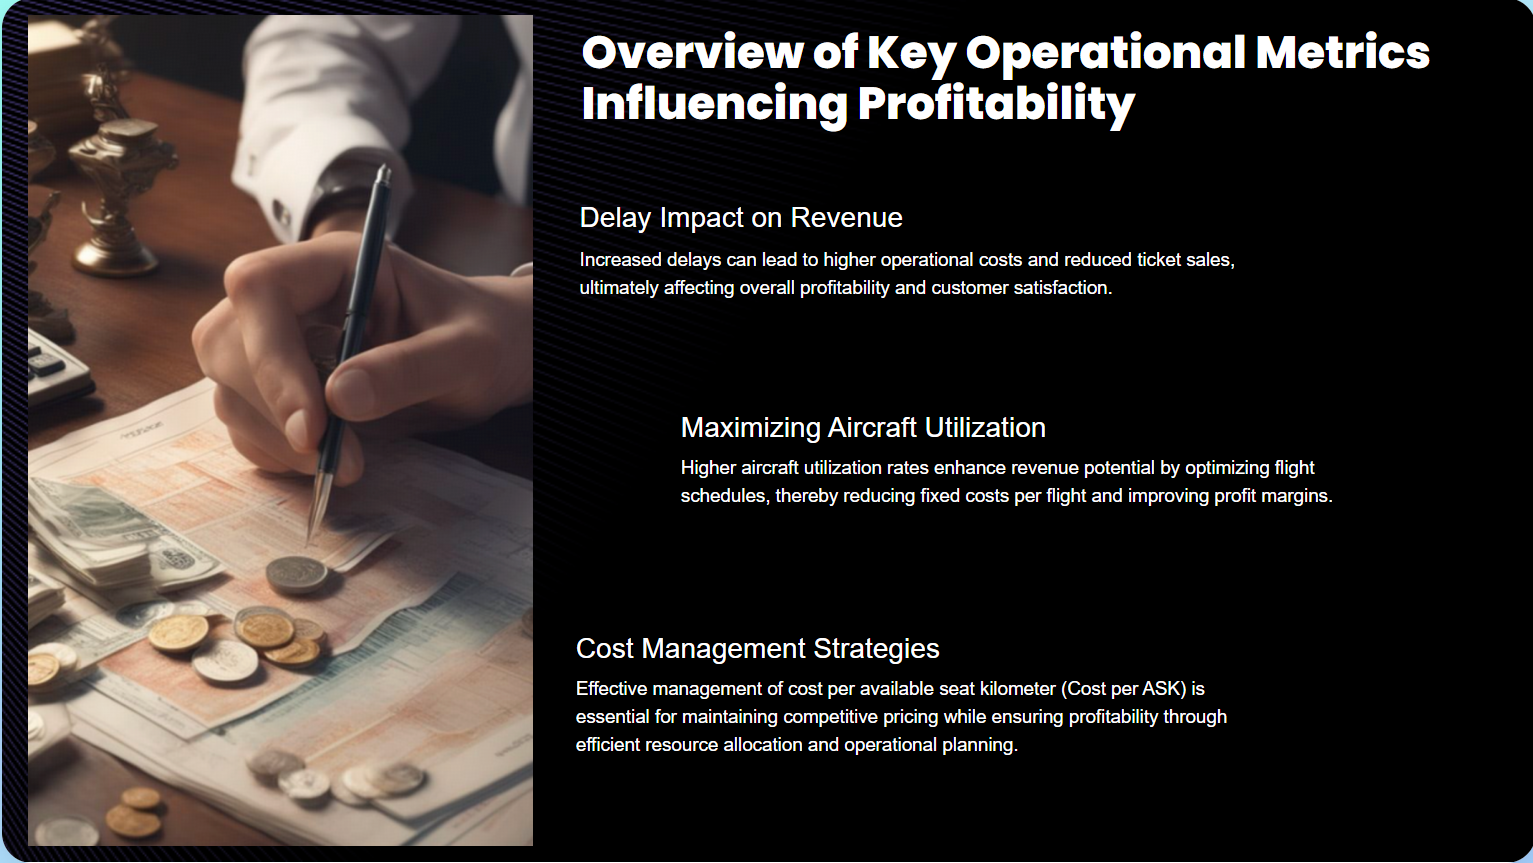 Overview of Key Operational Metrics
Influencing Profitability
Delay Impact on Revenue
Increased delays can lead to higher operational costs and reduced ticket sales,
ultimately affecting overall profitability and customer satisfaction.
Maximizing Aircraft Utilization
Higher aircraft utilization rates enhance revenue potential by optimizing flight
schedules, thereby reducing fixed costs per flight and improving profit margins.
Cost Management Strategies
Effective management of cost per available seat kilometer (Cost per ASK) is
essential for maintaining competitive pricing while ensuring profitability through
efficient resource allocation and operational planning.